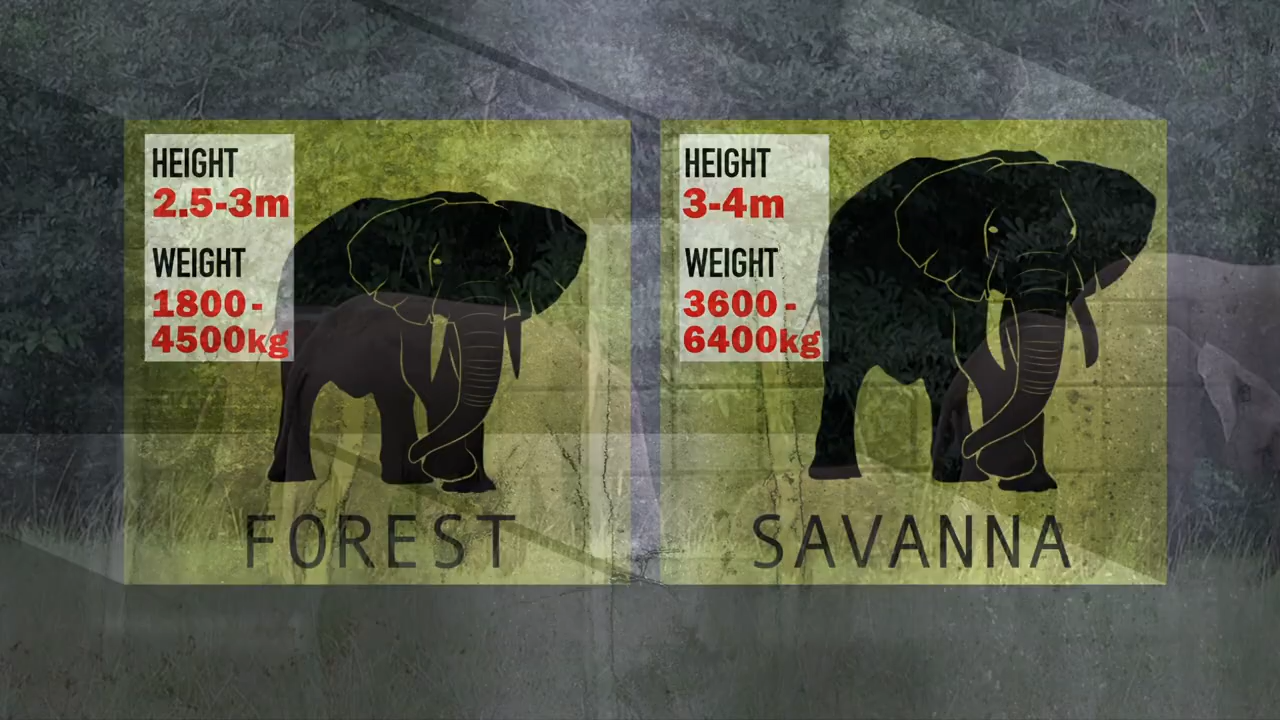 HEIGHT
2.5-3m
WEIGHT
1800-
4500kg
FOREST
HEIGHT
3-4m
WEIGHT
3600-
6400kg
SAVANNA